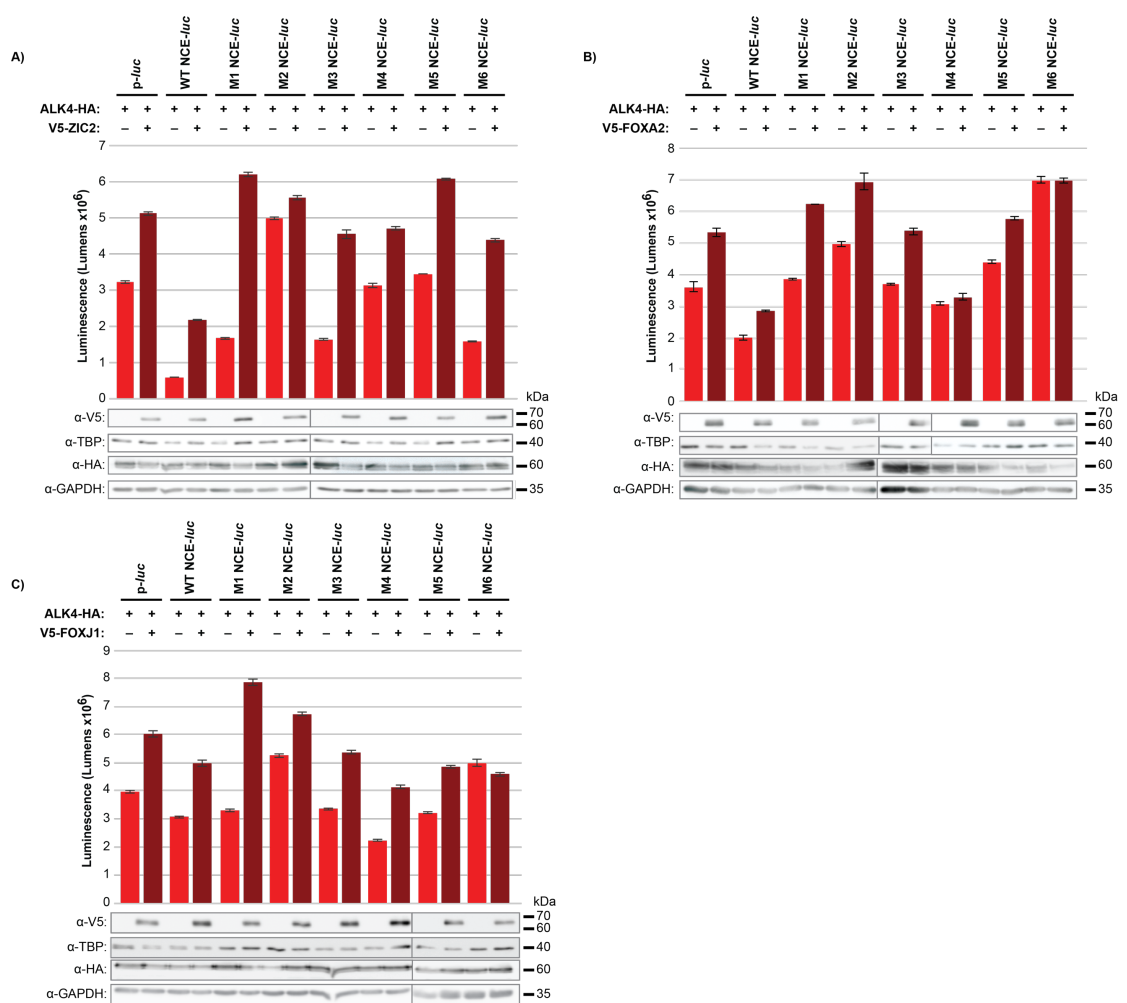 A)
p-luc
WT NCE-luc
M1 NCE-luc
M2 NCE-luc
M3 NCE-luc
M4 NCE-luc
M5 NCE-luc
M6 NCE-luc
ALK4-HA: + + + + + + + + + + + + + + + +
V5-ZIC2: – + – + – + – + – + – + – + – +
Luminescence (Lumens x10⁶)
7
6
5
4
3
2
1
0
kDa
α-V5: 70
60
α-TBP: 40
α-HA: 60
α-GAPDH: 35
B)
p-luc
WT NCE-luc
M1 NCE-luc
M2 NCE-luc
M3 NCE-luc
M4 NCE-luc
M5 NCE-luc
M6 NCE-luc
ALK4-HA: + + + + + + + + + + + + + + + +
V5-FOXA2: – + – + – + – + – + – + – + – +
Luminescence (Lumens x10⁶)
8
7
6
5
4
3
2
1
0
kDa
α-V5: 70
60
α-TBP: 40
α-HA: 60
α-GAPDH: 35
C)
p-luc
WT NCE-luc
M1 NCE-luc
M2 NCE-luc
M3 NCE-luc
M4 NCE-luc
M5 NCE-luc
M6 NCE-luc
ALK4-HA: + + + + + + + + + + + + + + + +
V5-FOXJ1: – + – + – + – + – + – + – + – +
Luminescence (Lumens x10⁶)
9
8
7
6
5
4
3
2
1
0
kDa
α-V5: 70
60
α-TBP: 40
α-HA: 60
α-GAPDH: 35